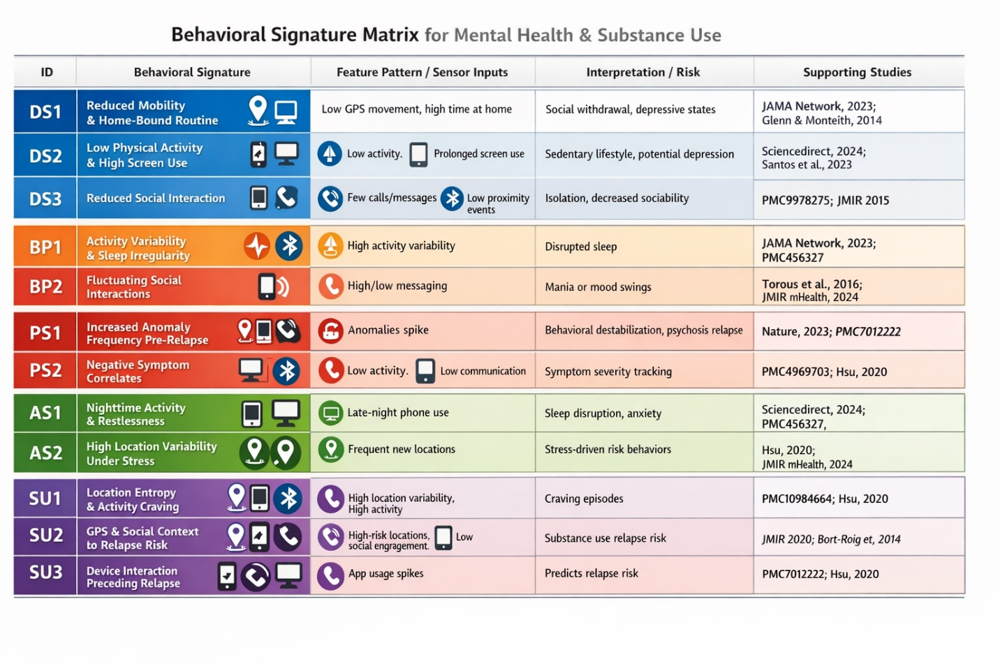 Behavioral Signature Matrix for Mental Health & Substance Use
ID
Behavioral Signature
Feature Pattern / Sensor Inputs
Interpretation / Risk
Supporting Studies
DS1
Reduced Mobility
& Home-Bound Routine
Low GPS movement, high time at home
Social withdrawal, depressive states
JAMA Network, 2023;
Glenn & Monteith, 2014
DS2
Low Physical Activity
& High Screen Use
Low activity.
Prolonged screen use
Sedentary lifestyle, potential depression
Sciencedirect, 2024;
Santos et al., 2023
DS3
Reduced Social Interaction
Few calls/messages
Low proximity
events
Isolation, decreased sociability
PMC9978275; JMIR 2015
BP1
Activity Variability
& Sleep Irregularity
High activity variability
Disrupted sleep
JAMA Network, 2023;
PMC456327
BP2
Fluctuating Social
Interactions
High/low messaging
Mania or mood swings
Torous et al., 2016;
JMIR mHealth, 2024
PS1
Increased Anomaly
Frequency Pre-Relapse
Anomalies spike
Behavioral destabilization, psychosis relapse
Nature, 2023; PMC7012222
PS2
Negative Symptom
Correlates
Low activity.
Low communication
Symptom severity tracking
PMC4969703; Hsu, 2020
AS1
Nighttime Activity
& Restlessness
Late-night phone use
Sleep disruption, anxiety
Sciencedirect, 2024;
PMC456327,
AS2
High Location Variability
Under Stress
Frequent new locations
Stress-driven risk behaviors
Hsu, 2020;
JMIR mHealth, 2024
SU1
Location Entropy
& Activity Craving
High location variability,
High activity
Craving episodes
PMC10984664; Hsu, 2020
SU2
GPS & Social Context
to Relapse Risk
High-risk locations,
social engagement.
Low
Substance use relapse risk
JMIR 2020; Bort-Roig et, 2014
SU3
Device Interaction
Preceding Relapse
App usage spikes
Predicts relapse risk
PMC7012222; Hsu, 2020